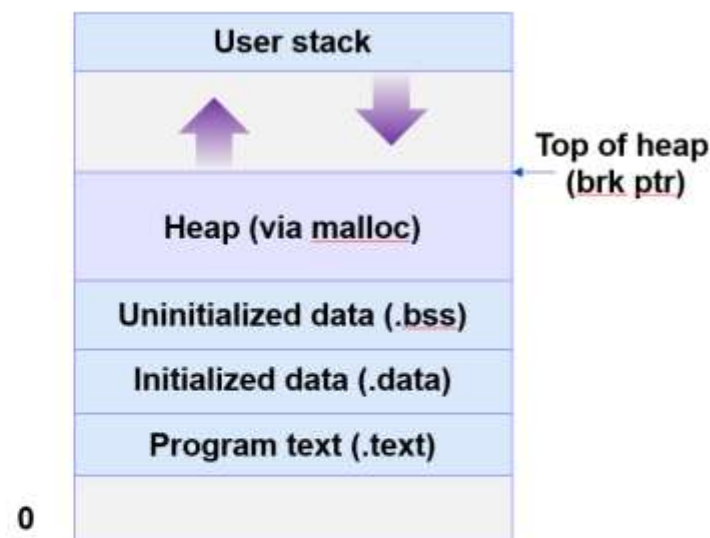 User stack
Top of heap
(brk ptr)
Heap (via malloc)
Uninitialized data (.bss)
Initialized data (.data)
Program text (.text)
0